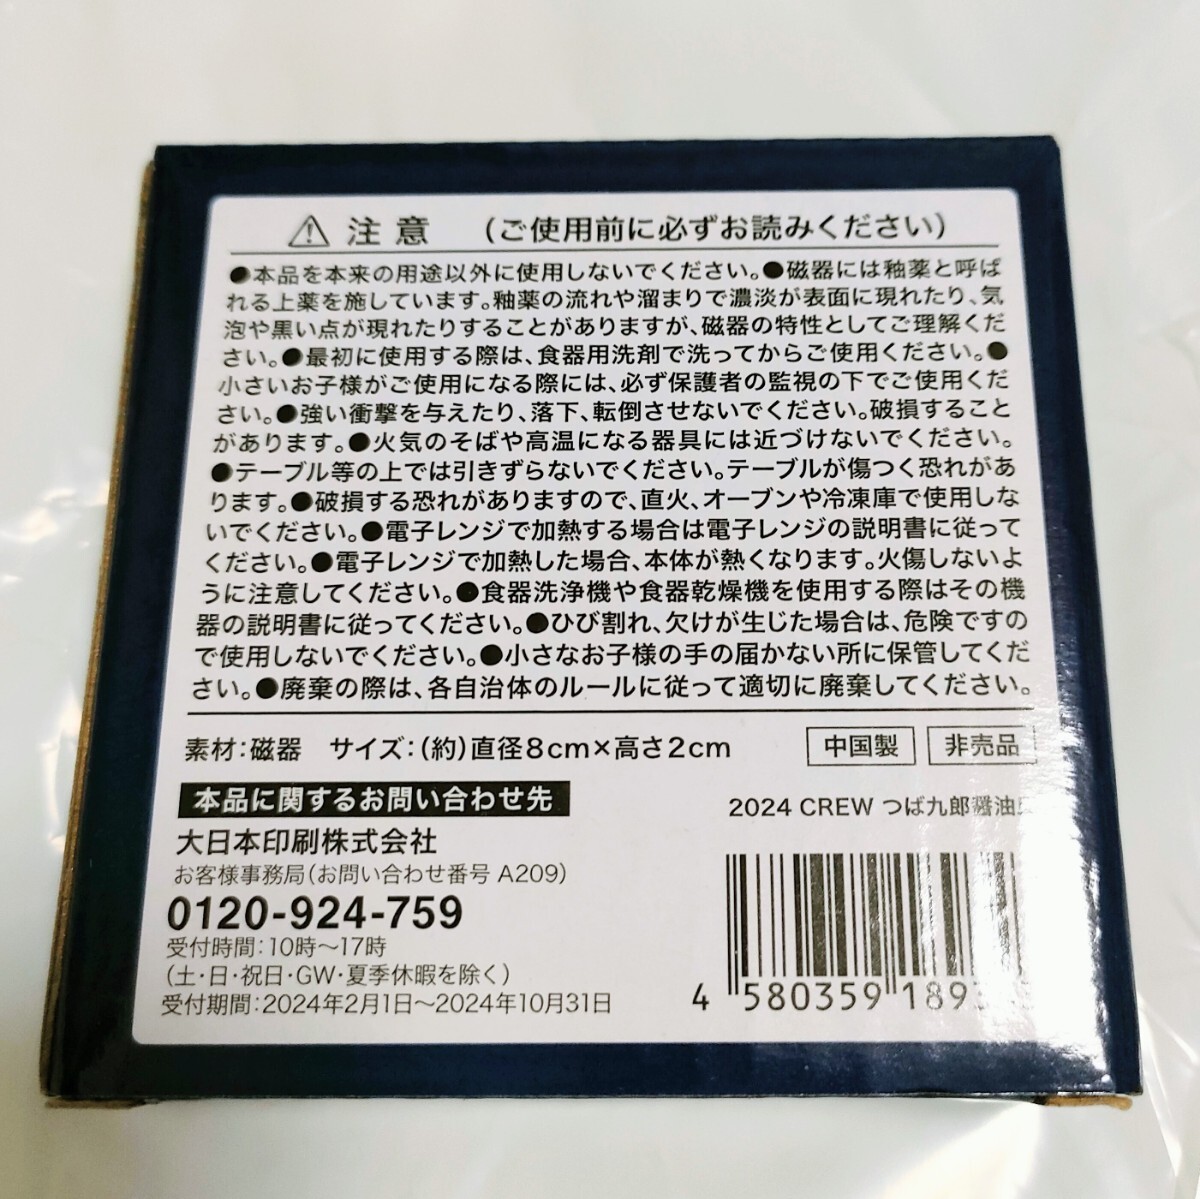 ⚠ 注意 （ご使用前に必ずお読みください）
●本品を本来の用途以外に使用しないでください。●磁器には釉薬と呼ば
れる上薬を施しています。釉薬の流れや溜まりで濃淡が表面に現れたり、気
泡や黒い点が現れたりすることがありますが、磁器の特性としてご理解くだ
さい。●最初に使用する際は、食器用洗剤で洗ってからご使用ください。●
小さいお子様がご使用になる際には、必ず保護者の監視の下でご使用くだ
さい。●強い衝撃を与えたり、落下、転倒させないでください。破損すること
があります。●火気のそばや高温になる器具には近づけないでください。
●テーブル等の上では引きずらないでください。テーブルが傷つく恐れがあ
ります。●破損する恐れがありますので、直火、オーブンや冷凍庫で使用しな
いでください。●電子レンジで加熱する場合は電子レンジの説明書に従って
ください。●電子レンジで加熱した場合、本体が熱くなります。火傷しないよ
うに注意してください。●食器洗浄機や食器乾燥機を使用する際はその機
器の説明書に従ってください。●ひび割れ、欠けが生じた場合は、危険ですの
で使用しないでください。●小さなお子様の手の届かない所に保管してくだ
さい。●廃棄の際は、各自治体のルールに従って適切に廃棄してください。
素材：磁器　サイズ：（約）直径8cm×高さ2cm 中国製 非売品
本品に関するお問い合わせ先
2024 CREW つば九郎醤油
大日本印刷株式会社
お客様事務局（お問い合わせ番号 A209）
0120-924-759
受付時間：10時～17時
（土・日・祝日・GW・夏季休暇を除く）
受付期間：2024年2月1日～2024年10月31日
4 580359 189